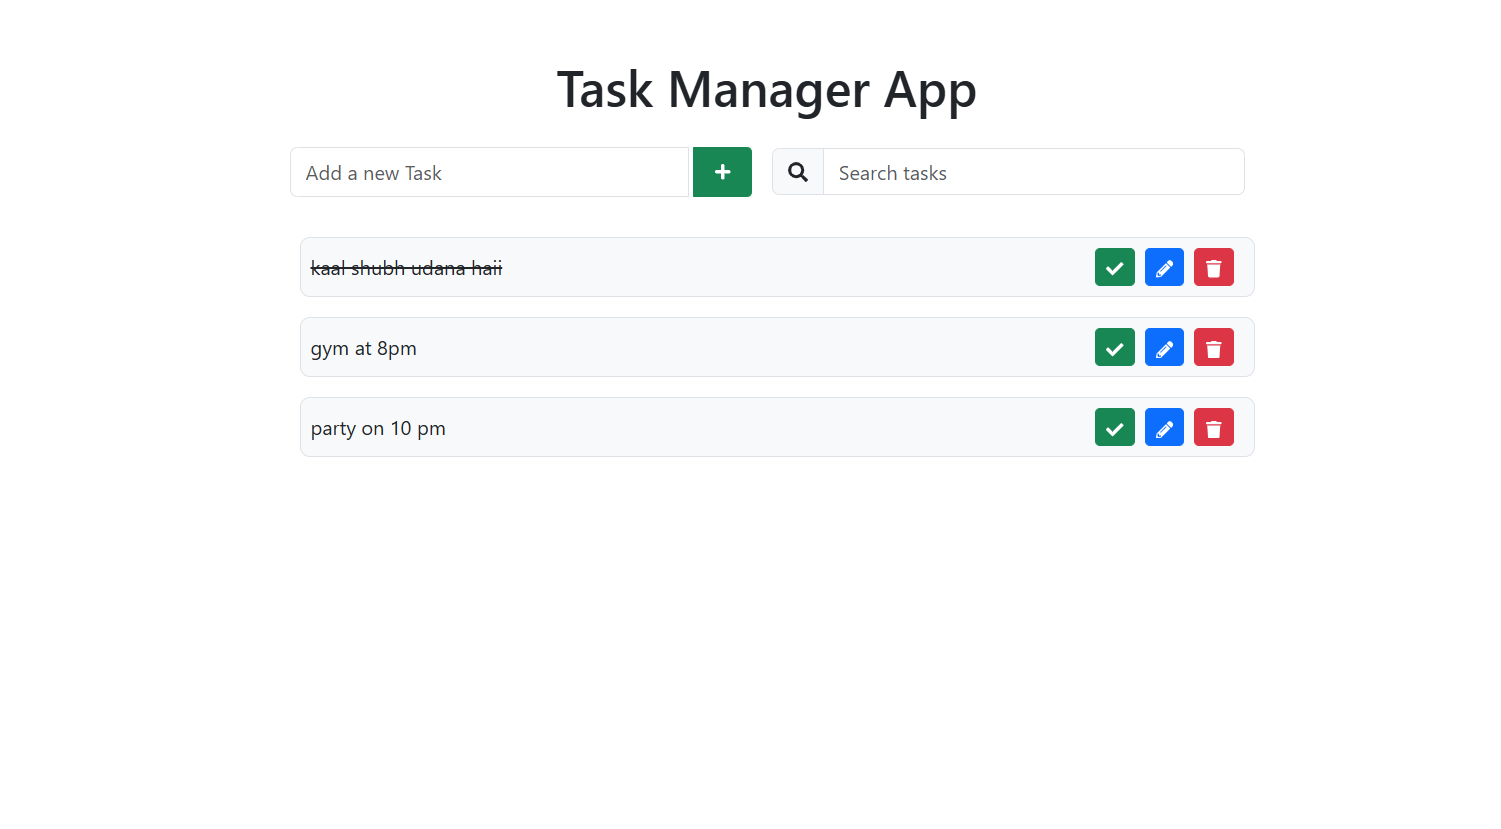 Task Manager App
Add a new Task
Search tasks
kaal shubh udana haii
gym at 8pm
party on 10 pm